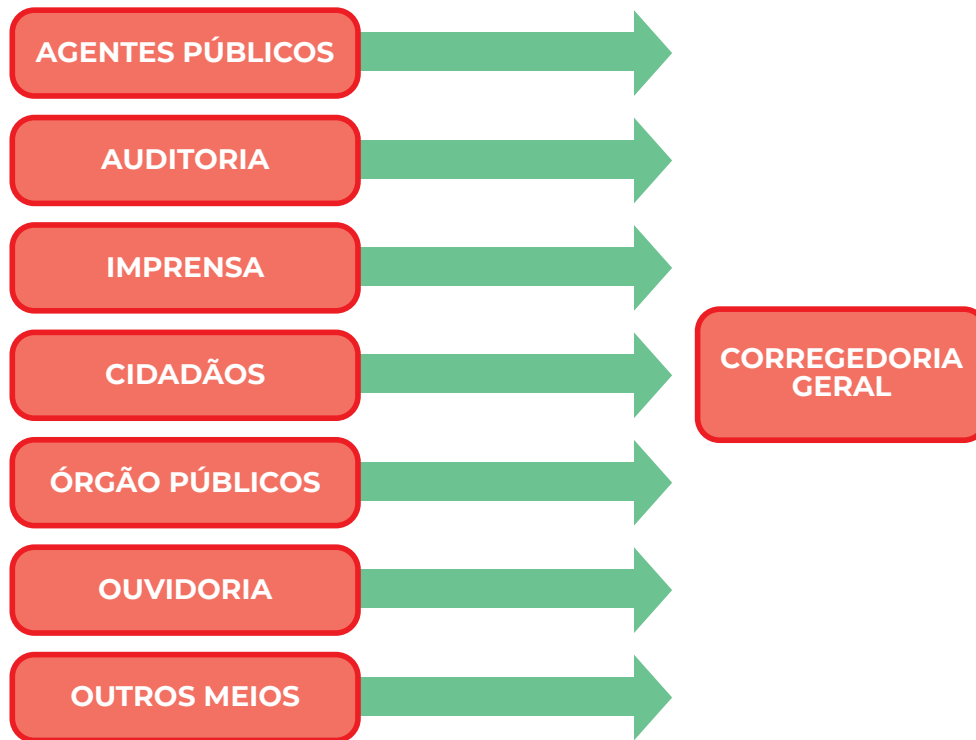 AGENTES PÚBLICOS
AUDITORIA
IMPRENSA
CIDADÃOS
ÓRGÃO PÚBLICOS
OUVIDORIA
OUTROS MEIOS
CORREGEDORIA
GERAL